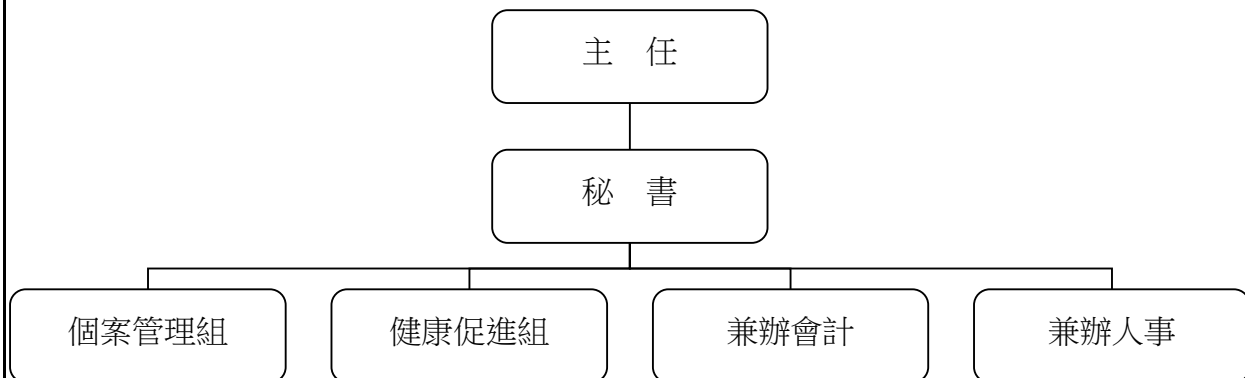 主　任
秘　書
個案管理組
健康促進組
兼辦會計
兼辦人事